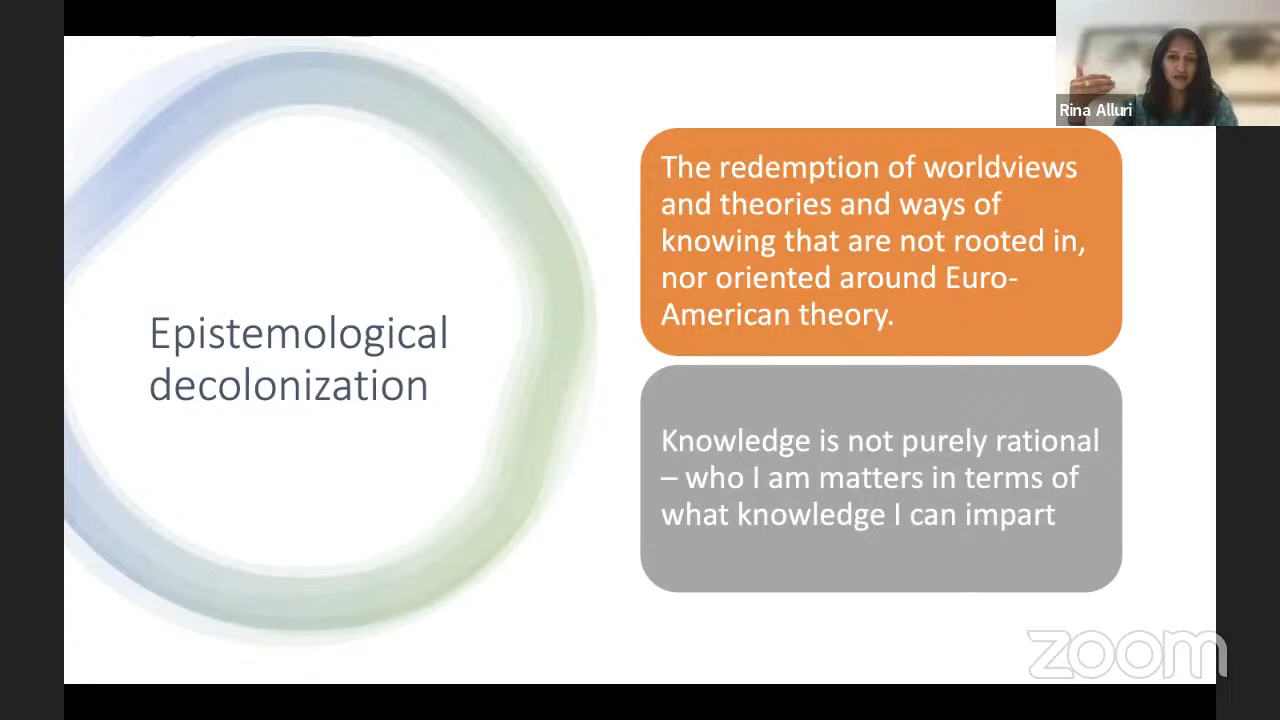 Rina Alluri
Epistemological
decolonization
The redemption of worldviews
and theories and ways of
knowing that are not rooted in,
nor oriented around Euro-
American theory.
Knowledge is not purely rational
– who I am matters in terms of
what knowledge I can impart
zoom